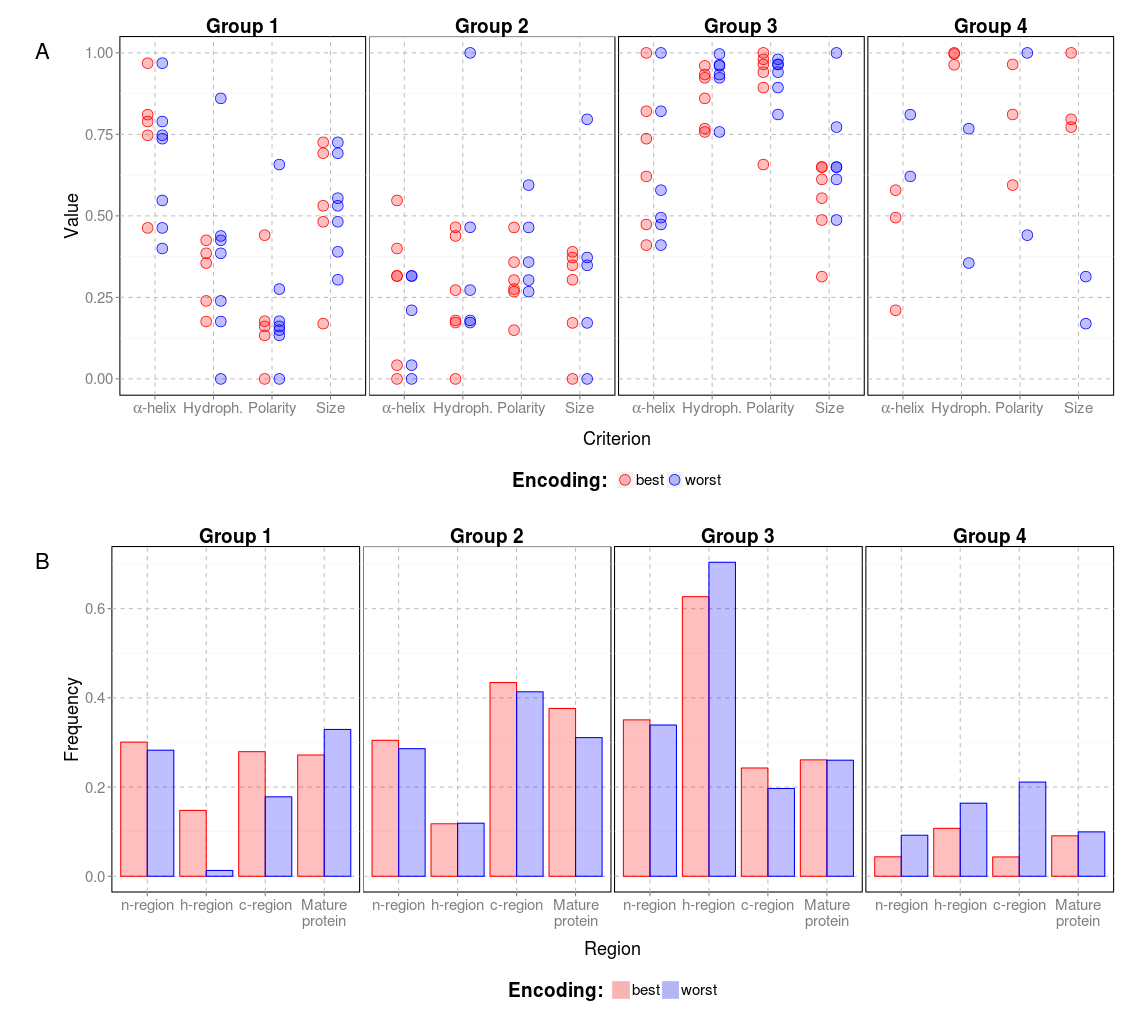 A
Group 1 Group 2 Group 3 Group 4
1.00
0.75
0.50
0.25
0.00
Value
α-helix Hydroph. Polarity Size α-helix Hydroph. Polarity Size α-helix Hydroph. Polarity Size α-helix Hydroph. Polarity Size
Criterion
Encoding: best worst
B
Group 1 Group 2 Group 3 Group 4
0.6
0.4
0.2
0.0
Frequency
n-region h-region c-region Mature protein n-region h-region c-region Mature protein n-region h-region c-region Mature protein n-region h-region c-region Mature protein
Region
Encoding: best worst